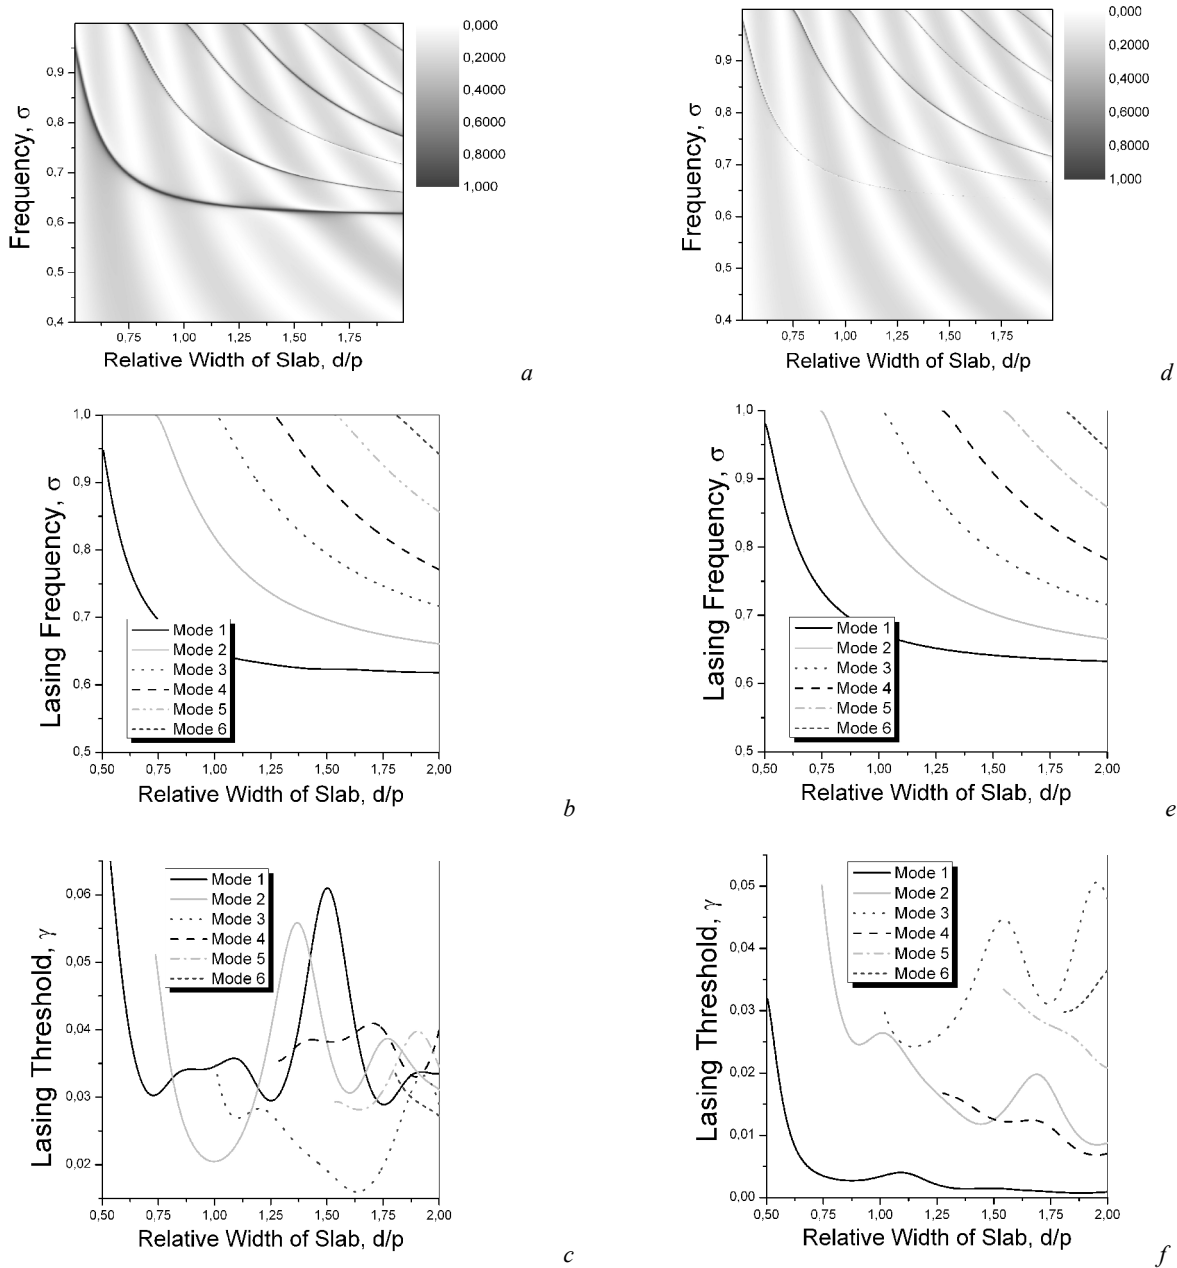 0,000
0,2000
0,4000
0,6000
0,8000
1,000
0,9
0,8
0,7
0,6
0,5
0,4
Frequency, σ
0,75 1,00 1,25 1,50 1,75
Relative Width of Slab, d/p
a
0,000
0,2000
0,4000
0,6000
0,8000
1,000
0,9
0,8
0,7
0,6
0,5
0,4
Frequency, σ
0,75 1,00 1,25 1,50 1,75
Relative Width of Slab, d/p
d
1,0
0,9
0,8
0,7
0,6
0,5
Lasing Frequency, σ
Mode 1
Mode 2
Mode 3
Mode 4
Mode 5
Mode 6
0,50 0,75 1,00 1,25 1,50 1,75 2,00
Relative Width of Slab, d/p
b
1,0
0,9
0,8
0,7
0,6
0,5
Lasing Frequency, σ
Mode 1
Mode 2
Mode 3
Mode 4
Mode 5
Mode 6
0,50 0,75 1,00 1,25 1,50 1,75 2,00
Relative Width of Slab, d/p
e
0,06
0,05
0,04
0,03
0,02
Lasing Threshold, γ
Mode 1
Mode 2
Mode 3
Mode 4
Mode 5
Mode 6
0,50 0,75 1,00 1,25 1,50 1,75 2,00
Relative Width of Slab, d/p
c
0,05
0,04
0.03
0.02
0,01
0.00
Lasing Threshold, γ
Mode 1
Mode 2
Mode 3
Mode 4
Mode 5
Mode 6
0,50 0,75 1,00 1,25 1,50 1,75 2,00
Relative Width of Slab, d/p
f